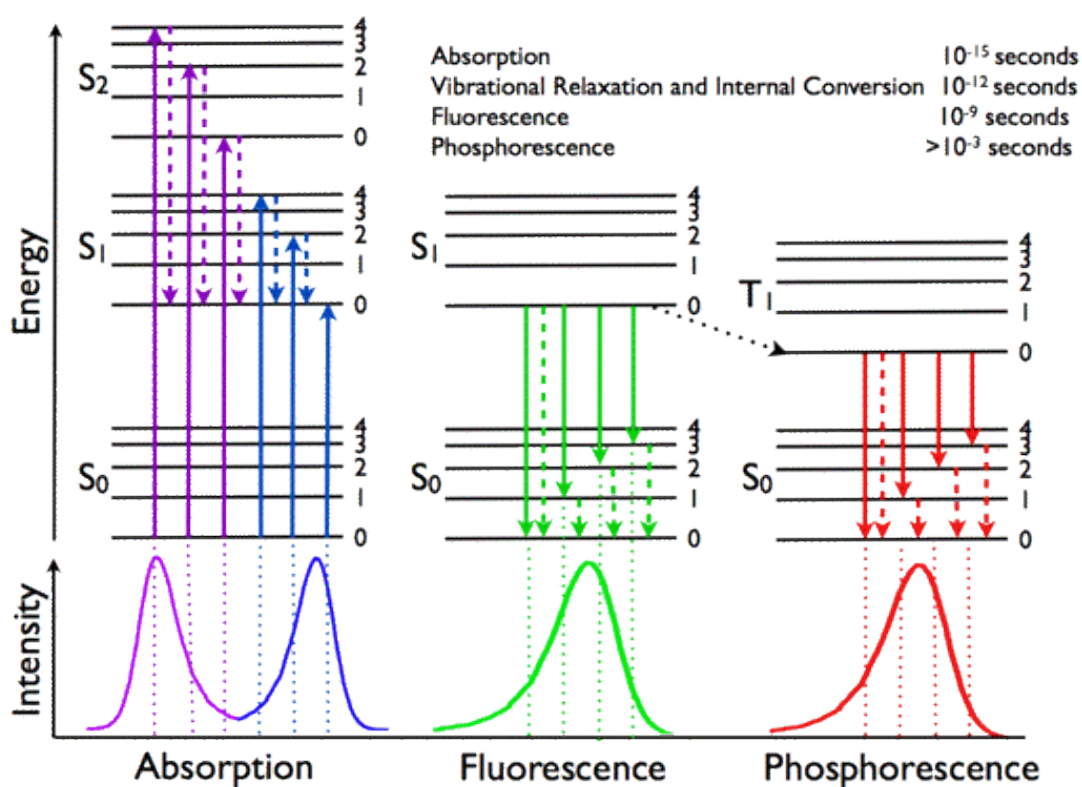 Absorption 10⁻¹⁵ seconds
Vibrational Relaxation and Internal Conversion 10⁻¹² seconds
Fluorescence 10⁻⁹ seconds
Phosphorescence >10⁻³ seconds
Energy
S₂
4
3
2
1
0
S₁
4
3
2
1
0
S₀
4
3
2
1
0
S₁
4
3
2
1
0
S₀
4
3
2
1
0
T₁
4
3
2
1
0
S₀
4
3
2
1
0
Intensity
Absorption
Fluorescence
Phosphorescence